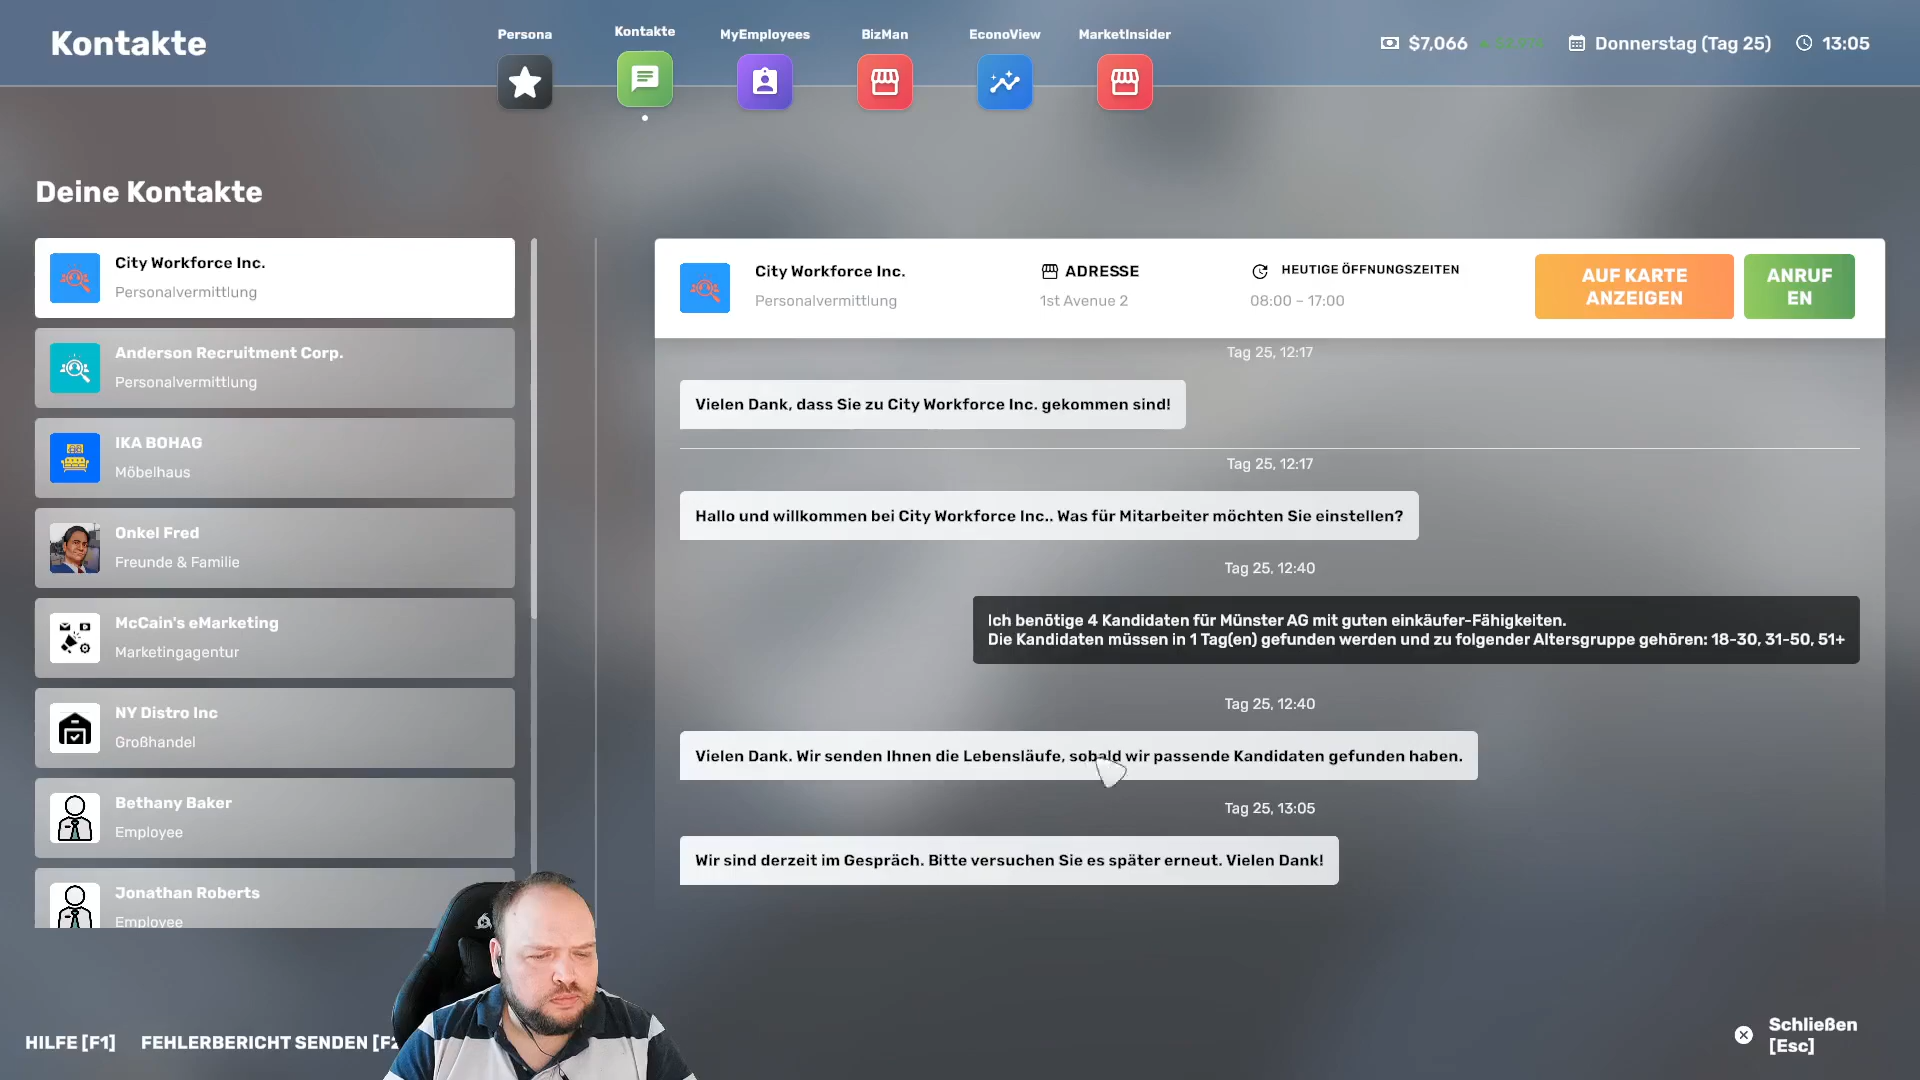 Kontakte
Persona
Kontakte
MyEmployees
BizMan
EconoView
MarketInsider
$7,066
Donnerstag (Tag 25)
13:05
Deine Kontakte
City Workforce Inc.
Personalvermittlung
Anderson Recruitment Corp.
Personalvermittlung
IKA BOHAG
Möbelhaus
Onkel Fred
Freunde & Familie
McCain's eMarketing
Marketingagentur
NY Distro Inc
Großhandel
Bethany Baker
Employee
Jonathan Roberts
Employee
City Workforce Inc.
Personalvermittlung
ADRESSE
1st Avenue 2
HEUTIGE ÖFFNUNGSZEITEN
08:00 – 17:00
AUF KARTE
ANZEIGEN
ANRUF
EN
Tag 25, 12:17
Vielen Dank, dass Sie zu City Workforce Inc. gekommen sind!
Tag 25, 12:17
Hallo und willkommen bei City Workforce Inc.. Was für Mitarbeiter möchten Sie einstellen?
Tag 25, 12:40
Ich benötige 4 Kandidaten für Münster AG mit guten einkäufer-Fähigkeiten.
Die Kandidaten müssen in 1 Tag(en) gefunden werden und zu folgender Altersgruppe gehören: 18-30, 31-50, 51+
Tag 25, 12:40
Vielen Dank. Wir senden Ihnen die Lebensläufe, sobald wir passende Kandidaten gefunden haben.
Tag 25, 13:05
Wir sind derzeit im Gespräch. Bitte versuchen Sie es später erneut. Vielen Dank!
HILFE [F1]
FEHLERBERICHT SENDEN
Schließen
[Esc]